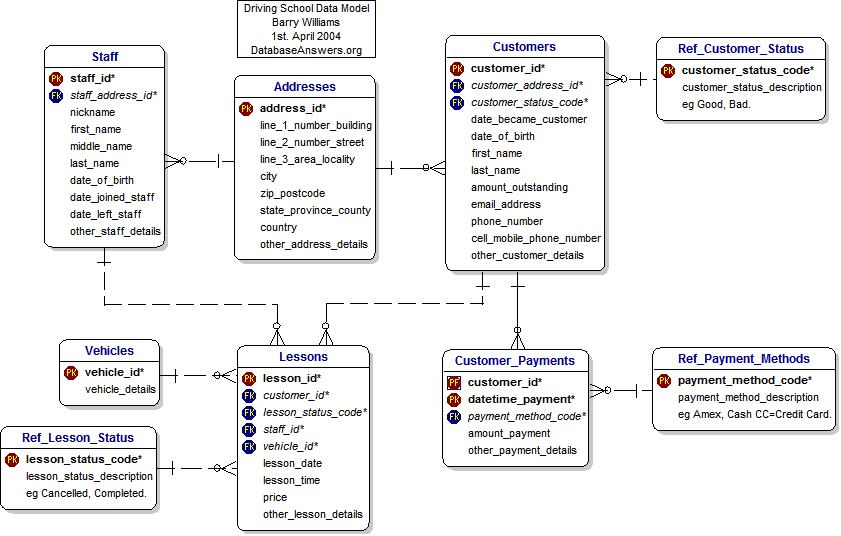 Driving School Data Model
Barry Williams
1st. April 2004
DatabaseAnswers.org
Staff
PK staff_id*
FK staff_address_id*
nickname
first_name
middle_name
last_name
date_of_birth
date_joined_staff
date_left_staff
other_staff_details
Addresses
PK address_id*
line_1_number_building
line_2_number_street
line_3_area_locality
city
zip_postcode
state_province_county
country
other_address_details
Customers
PK customer_id*
FK customer_address_id*
FK customer_status_code*
date_became_customer
date_of_birth
first_name
last_name
amount_outstanding
email_address
phone_number
cell_mobile_phone_number
other_customer_details
Ref_Customer_Status
PK customer_status_code*
customer_status_description
eg Good, Bad.
Vehicles
PK vehicle_id*
vehicle_details
Ref_Lesson_Status
PK lesson_status_code*
lesson_status_description
eg Cancelled, Completed.
Lessons
PK lesson_id*
FK customer_id*
FK lesson_status_code*
FK staff_id*
FK vehicle_id*
lesson_date
lesson_time
price
other_lesson_details
Customer_Payments
PF customer_id*
PK datetime_payment*
FK payment_method_code*
amount_payment
other_payment_details
Ref_Payment_Methods
PK payment_method_code*
payment_method_description
eg Amex, Cash CC=Credit Card.